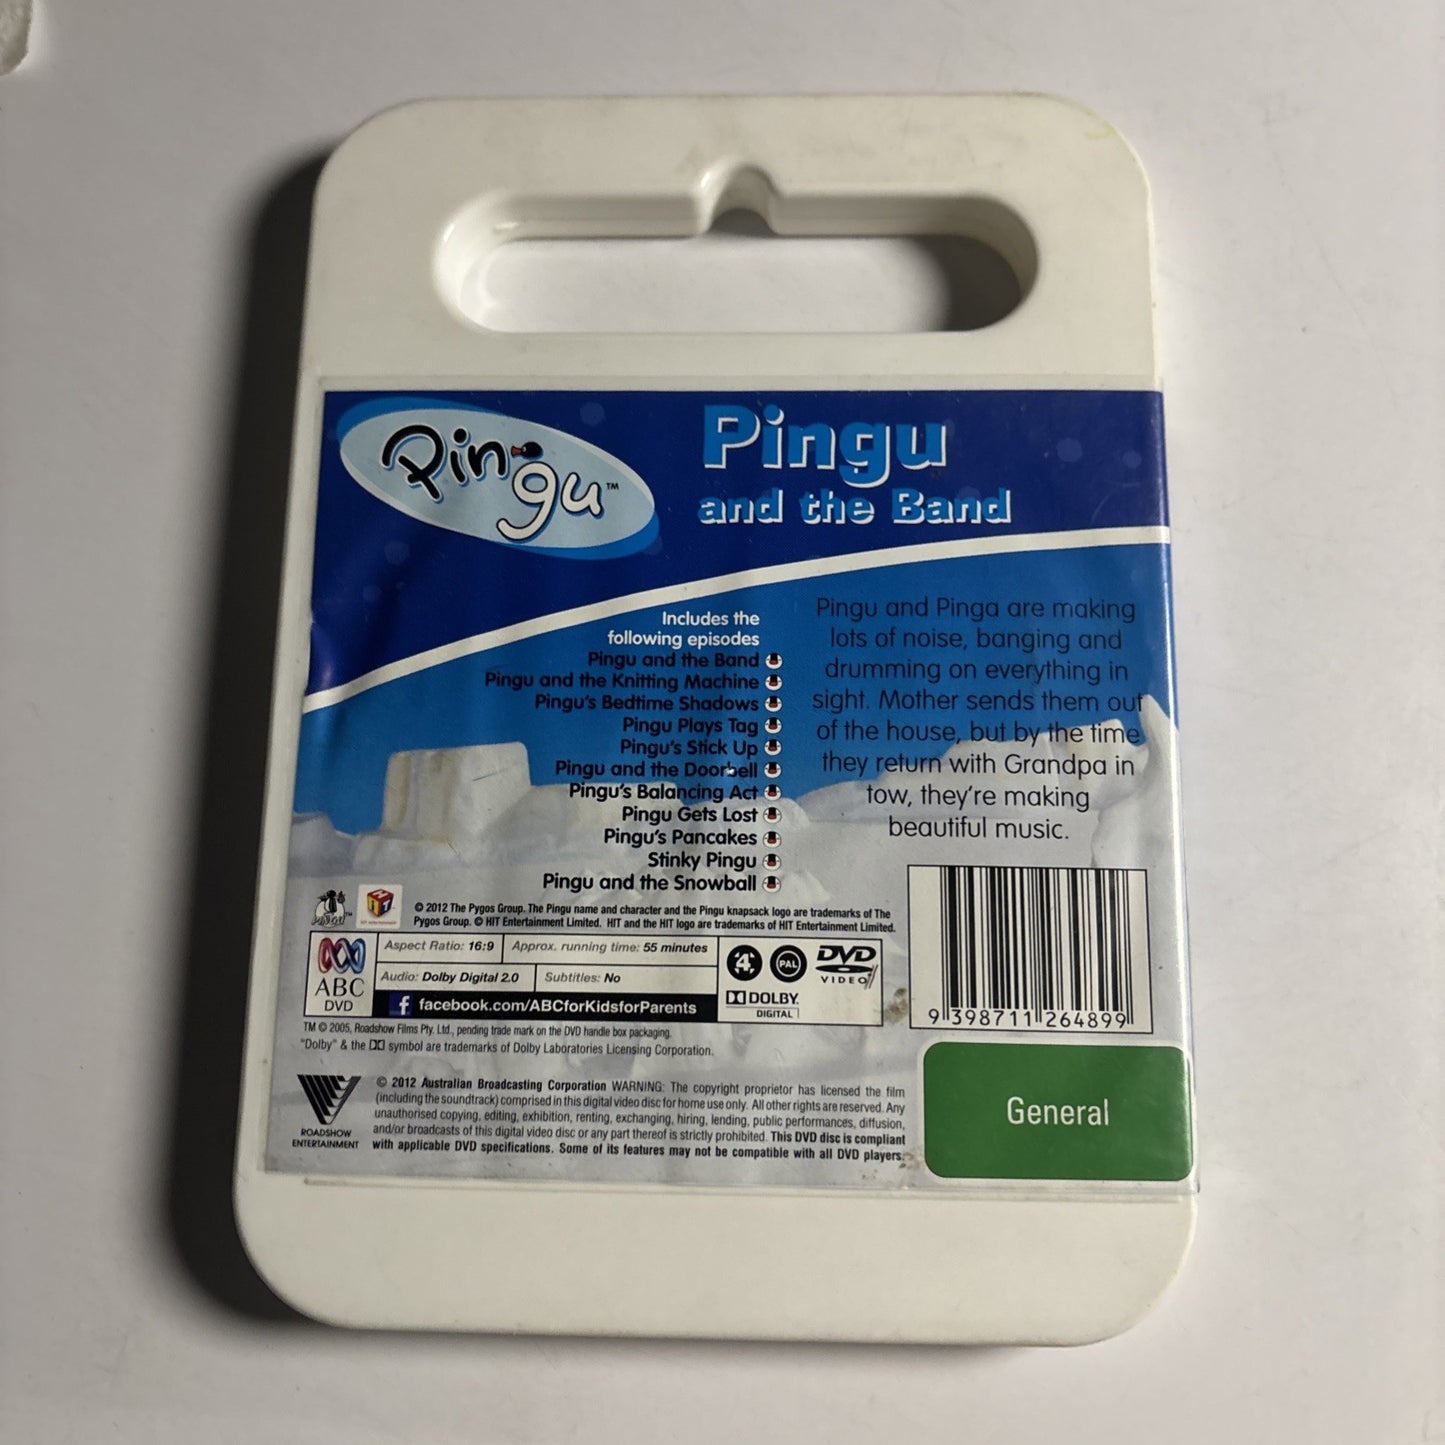 Pingu™
Pingu
and the Band
Includes the
following episodes
Pingu and the Band
Pingu and the Knitting Machine
Pingu's Bedtime Shadows
Pingu Plays Tag
Pingu's Stick Up
Pingu and the Doorbell
Pingu's Balancing Act
Pingu Gets Lost
Pingu's Pancakes
Stinky Pingu
Pingu and the Snowball
Pingu and Pinga are making
lots of noise, banging and
drumming on everything in
sight. Mother sends them out
of the house, but by the time
they return with Grandpa in
tow, they're making
beautiful music.
© 2012 The Pygos Group. The Pingu name and character and the Pingu knapsack logo are trademarks of The
Pygos Group. © HIT Entertainment Limited. HIT and the HIT logo are trademarks of HIT Entertainment Limited.
ABC
DVD
Aspect Ratio: 16:9
Approx. running time: 55 minutes
Audio: Dolby Digital 2.0
Subtitles: No
facebook.com/ABCforKidsforParents
4
PAL
DVD
VIDEO
DOLBY
DIGITAL
9 398711 264899
TM © 2005, Roadshow Films Pty. Ltd., pending trade mark on the DVD handle box packaging.
"Dolby" & the symbol are trademarks of Dolby Laboratories Licensing Corporation.
ROADSHOW
ENTERTAINMENT
© 2012 Australian Broadcasting Corporation WARNING: The copyright proprietor has licensed the film
(including the soundtrack) comprised in this digital video disc for home use only. All other rights are reserved. Any
unauthorised copying, editing, exhibition, renting, exchanging, hiring, lending, public performances, diffusion,
and/or broadcasts of this digital video disc or any part thereof is strictly prohibited. This DVD disc is compliant
with applicable DVD specifications. Some of its features may not be compatible with all DVD players.
General